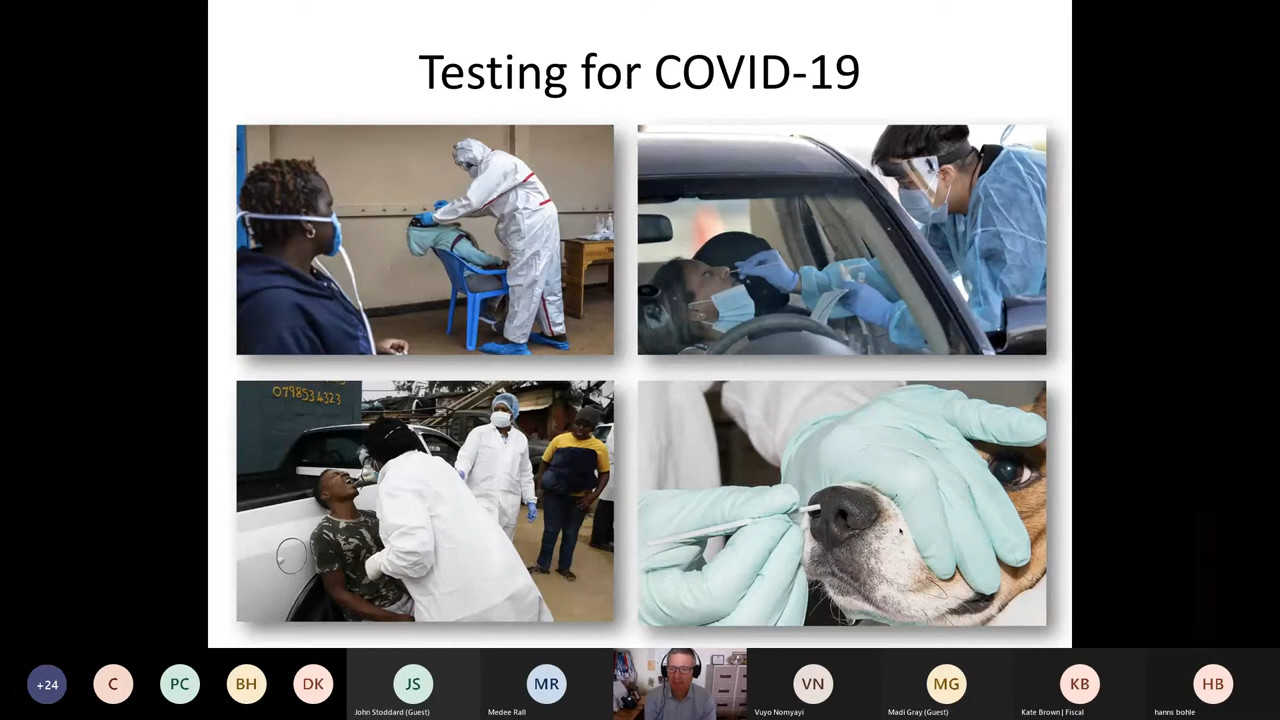 Testing for COVID-19
0798534323
+24
C
PC
BH
DK
JS
MR
VN
MG
KB
HB
John Stoddard (Guest)
Medee Rall
Vuyo Nomyayi
Madi Gray (Guest)
Kate Brown | Fiscal
hanns bohle